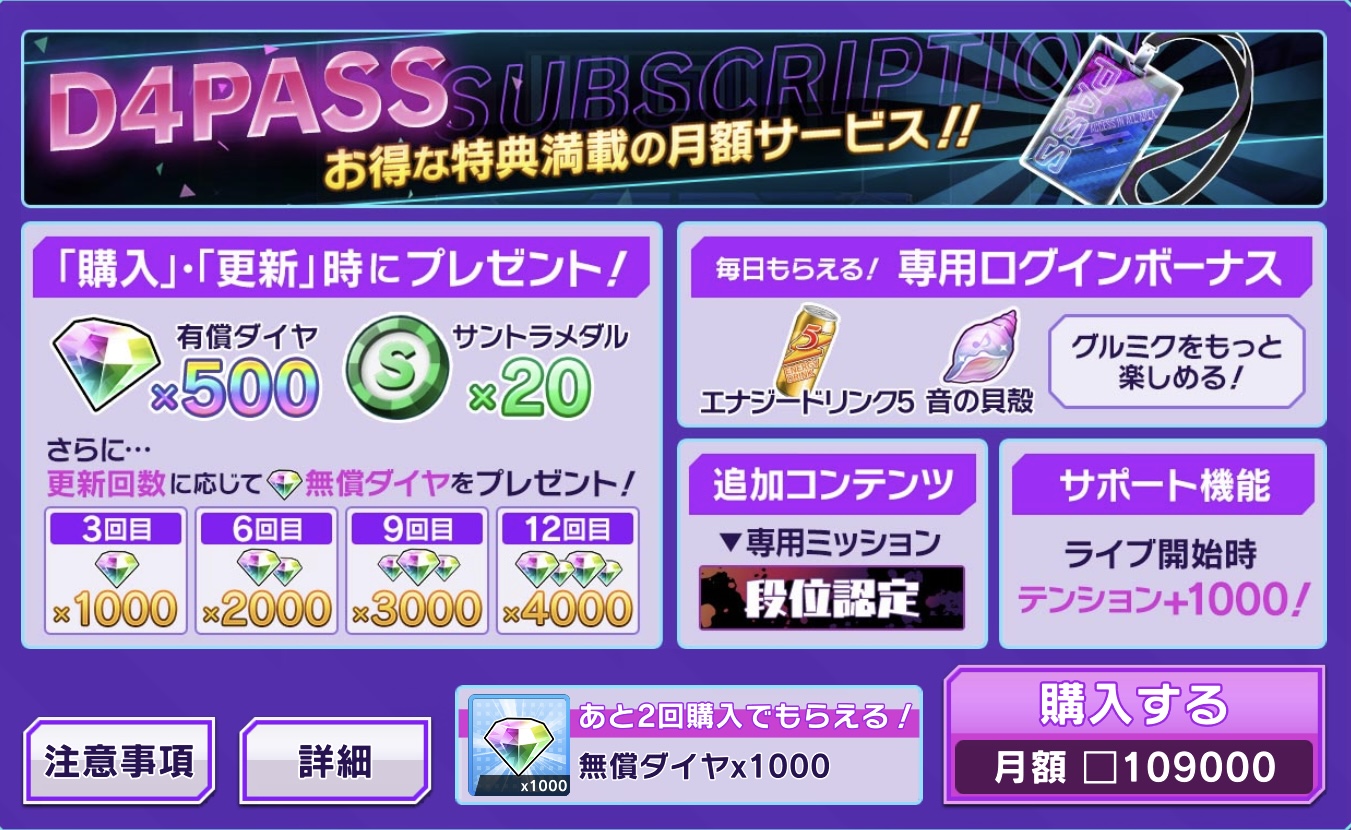 D4PASS
SUBSCRIPTION
お得な特典満載の月額サービス!!
PASS
「購入」・「更新」時にプレゼント！
有償ダイヤ
×500
S
サントラメダル
×20
さらに…
更新回数に応じて無償ダイヤをプレゼント！
3回目
×1000
6回目
×2000
9回目
×3000
12回目
×4000
毎日もらえる！ 専用ログインボーナス
5
ENERGY
DRINK
エナジードリンク5
音の貝殻
グルミクをもっと
楽しめる！
追加コンテンツ
▼専用ミッション
段位認定
サポート機能
ライブ開始時
テンション+1000！
注意事項
詳細
x1000
あと2回購入でもらえる！
無償ダイヤx1000
購入する
月額 □109000